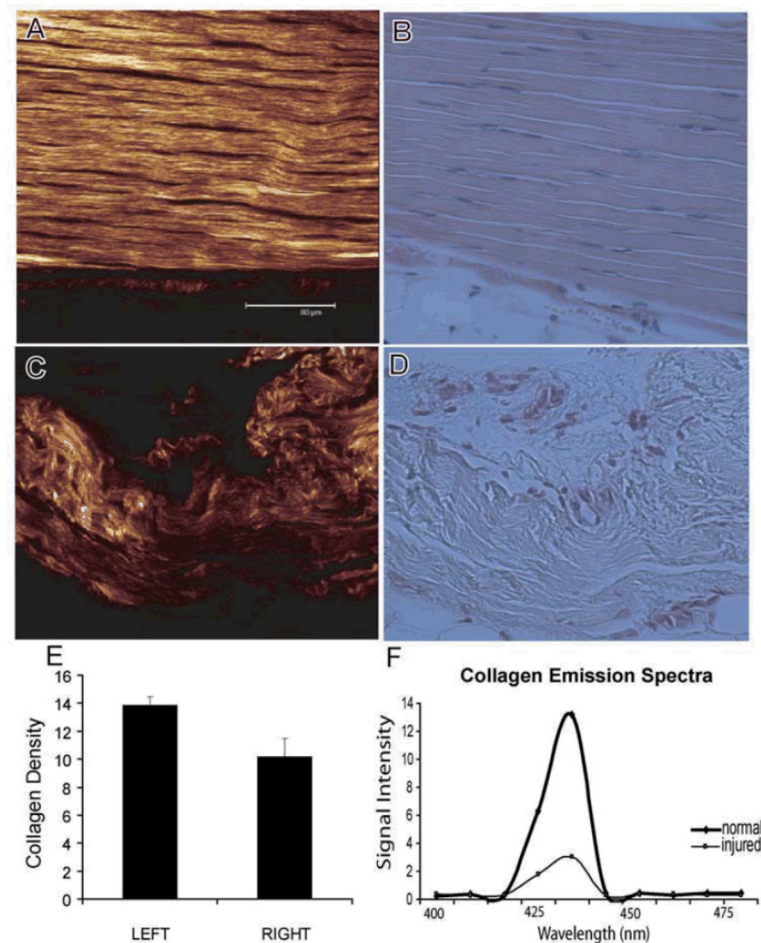 A
B
80 µm
C
D
E
F
Collagen Emission Spectra
16
14
12
10
8
6
4
2
0
Collagen Density
LEFT
RIGHT
14
12
10
8
6
4
2
0
Signal Intensity
normal
injured
400
425
450
475
Wavelength (nm)